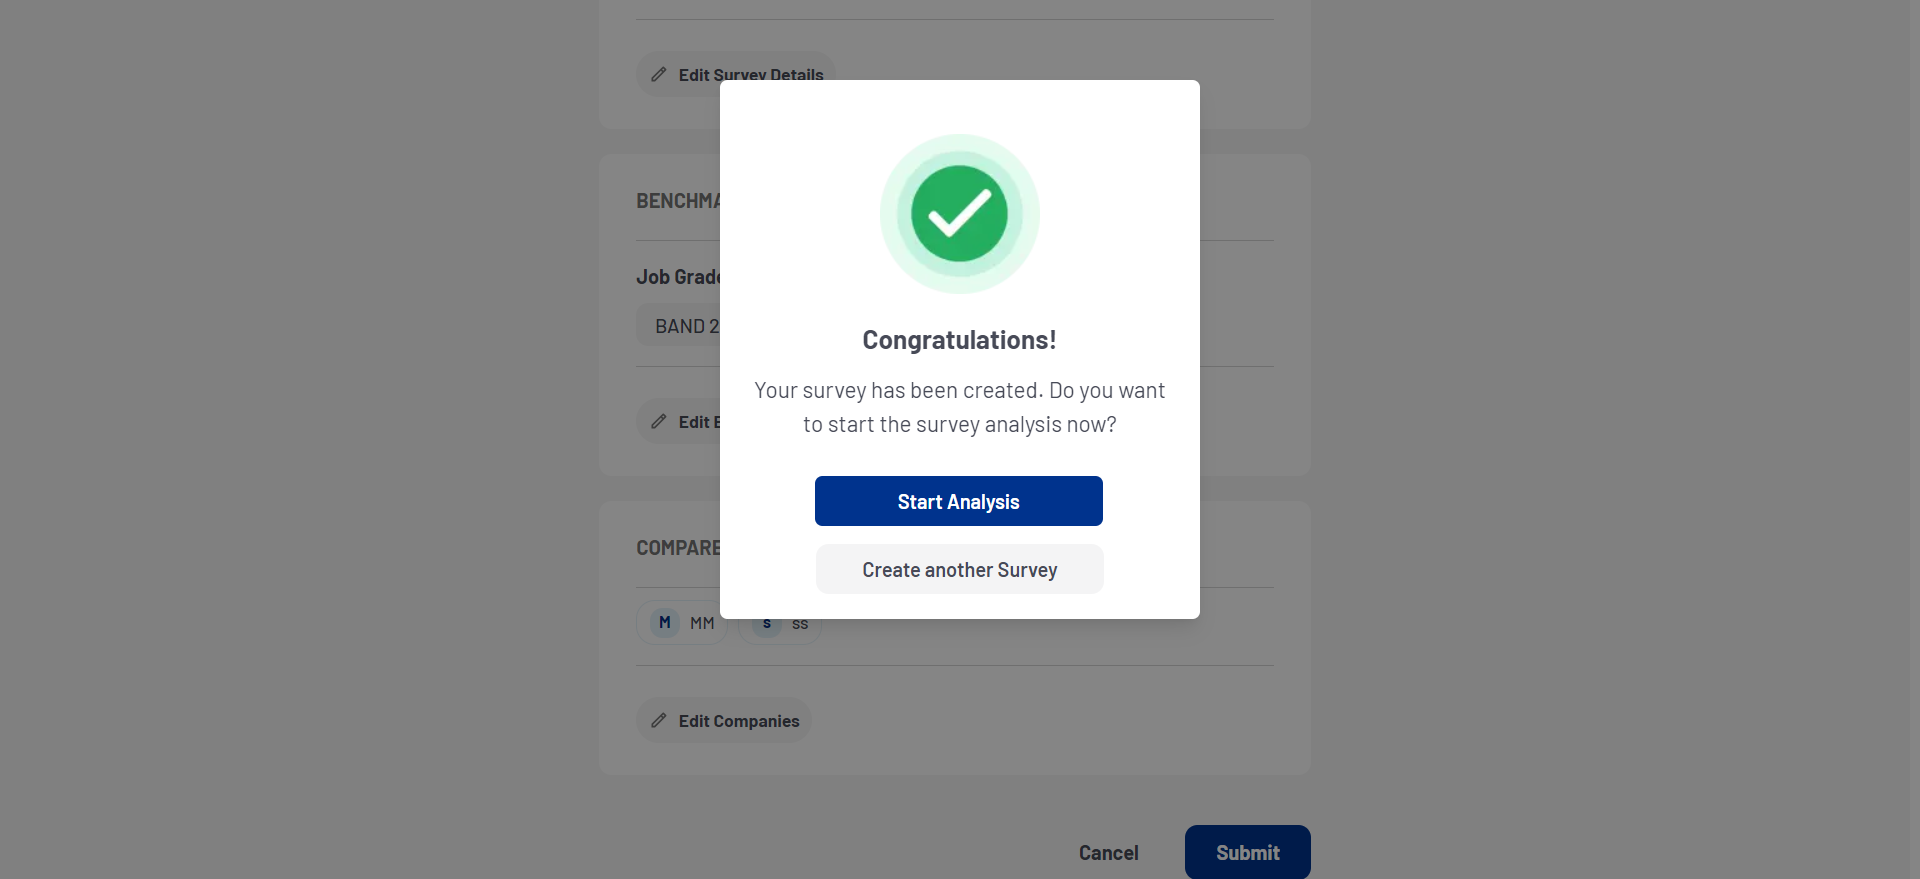 Edit Survey Details
BENCHMA
Job Grade
BAND 2
Edit
COMPARE
M MM s ss
Edit Companies
Cancel
Submit
Congratulations!
Your survey has been created. Do you want
to start the survey analysis now?
Start Analysis
Create another Survey